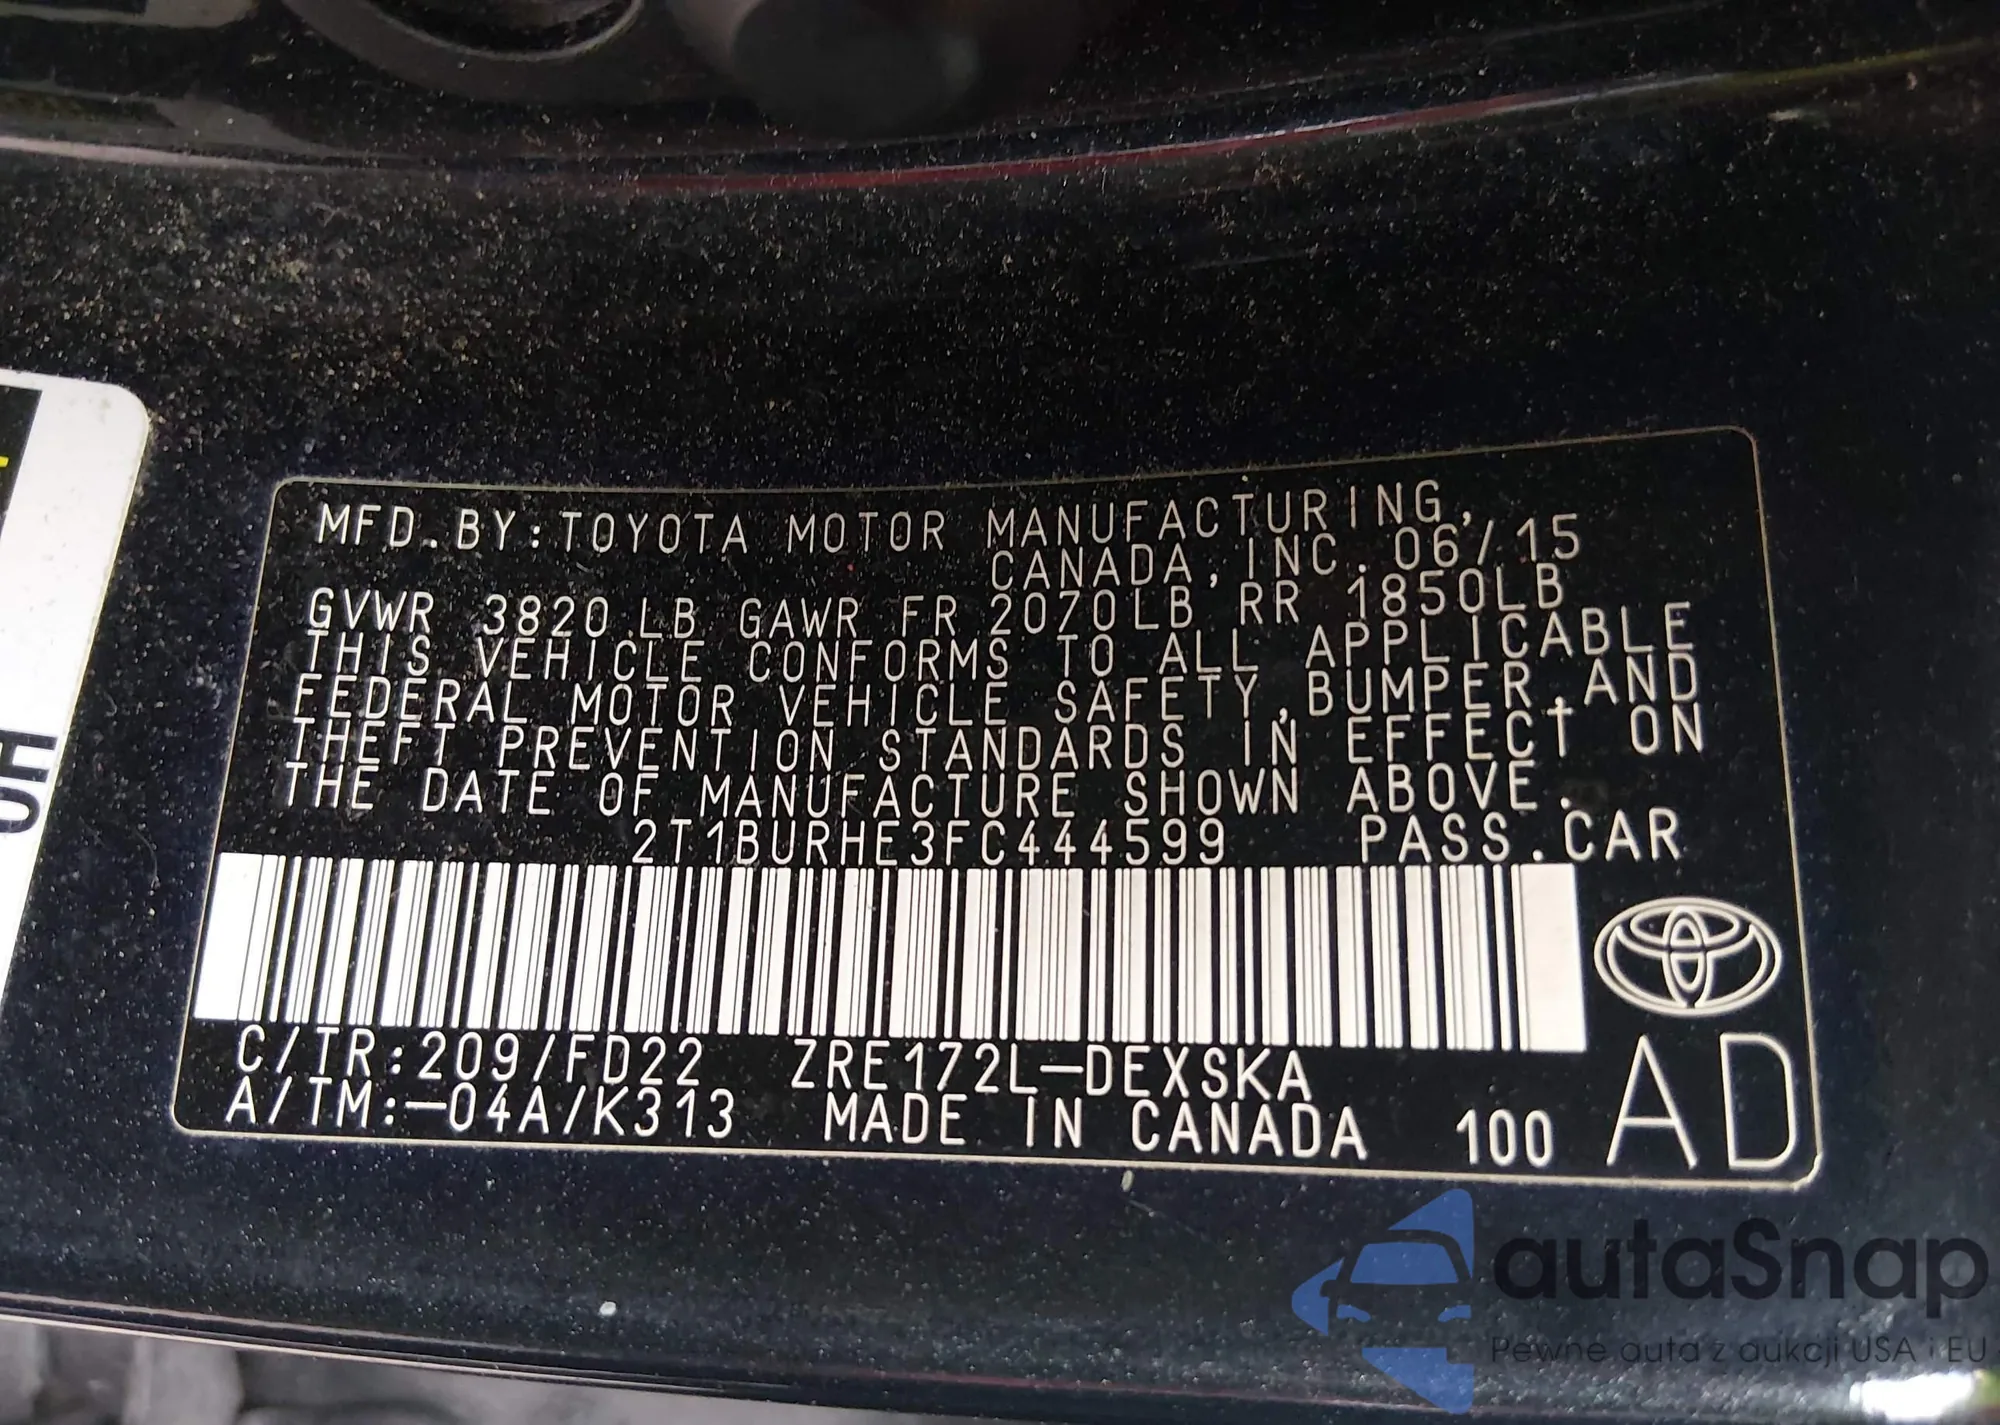 MFD. BY: TOYOTA MOTOR MANUFACTURING,
CANADA, INC. 06/15
GVWR 3820 LB GAWR FR 2070LB RR 1850LB
THIS VEHICLE CONFORMS TO ALL APPLICABLE
FEDERAL MOTOR VEHICLE SAFETY, BUMPER, AND
THEFT PREVENTION STANDARDS IN EFFECT ON
THE DATE OF MANUFACTURE SHOWN ABOVE.
2T1BURHE3FC444599 PASS. CAR
C/TR: 209/FD22 ZRE172L-DEXSKA
A/TM: -04A/K313 MADE IN CANADA 100 AD
autaSnap
Pewne auta z aukcji USA i EU